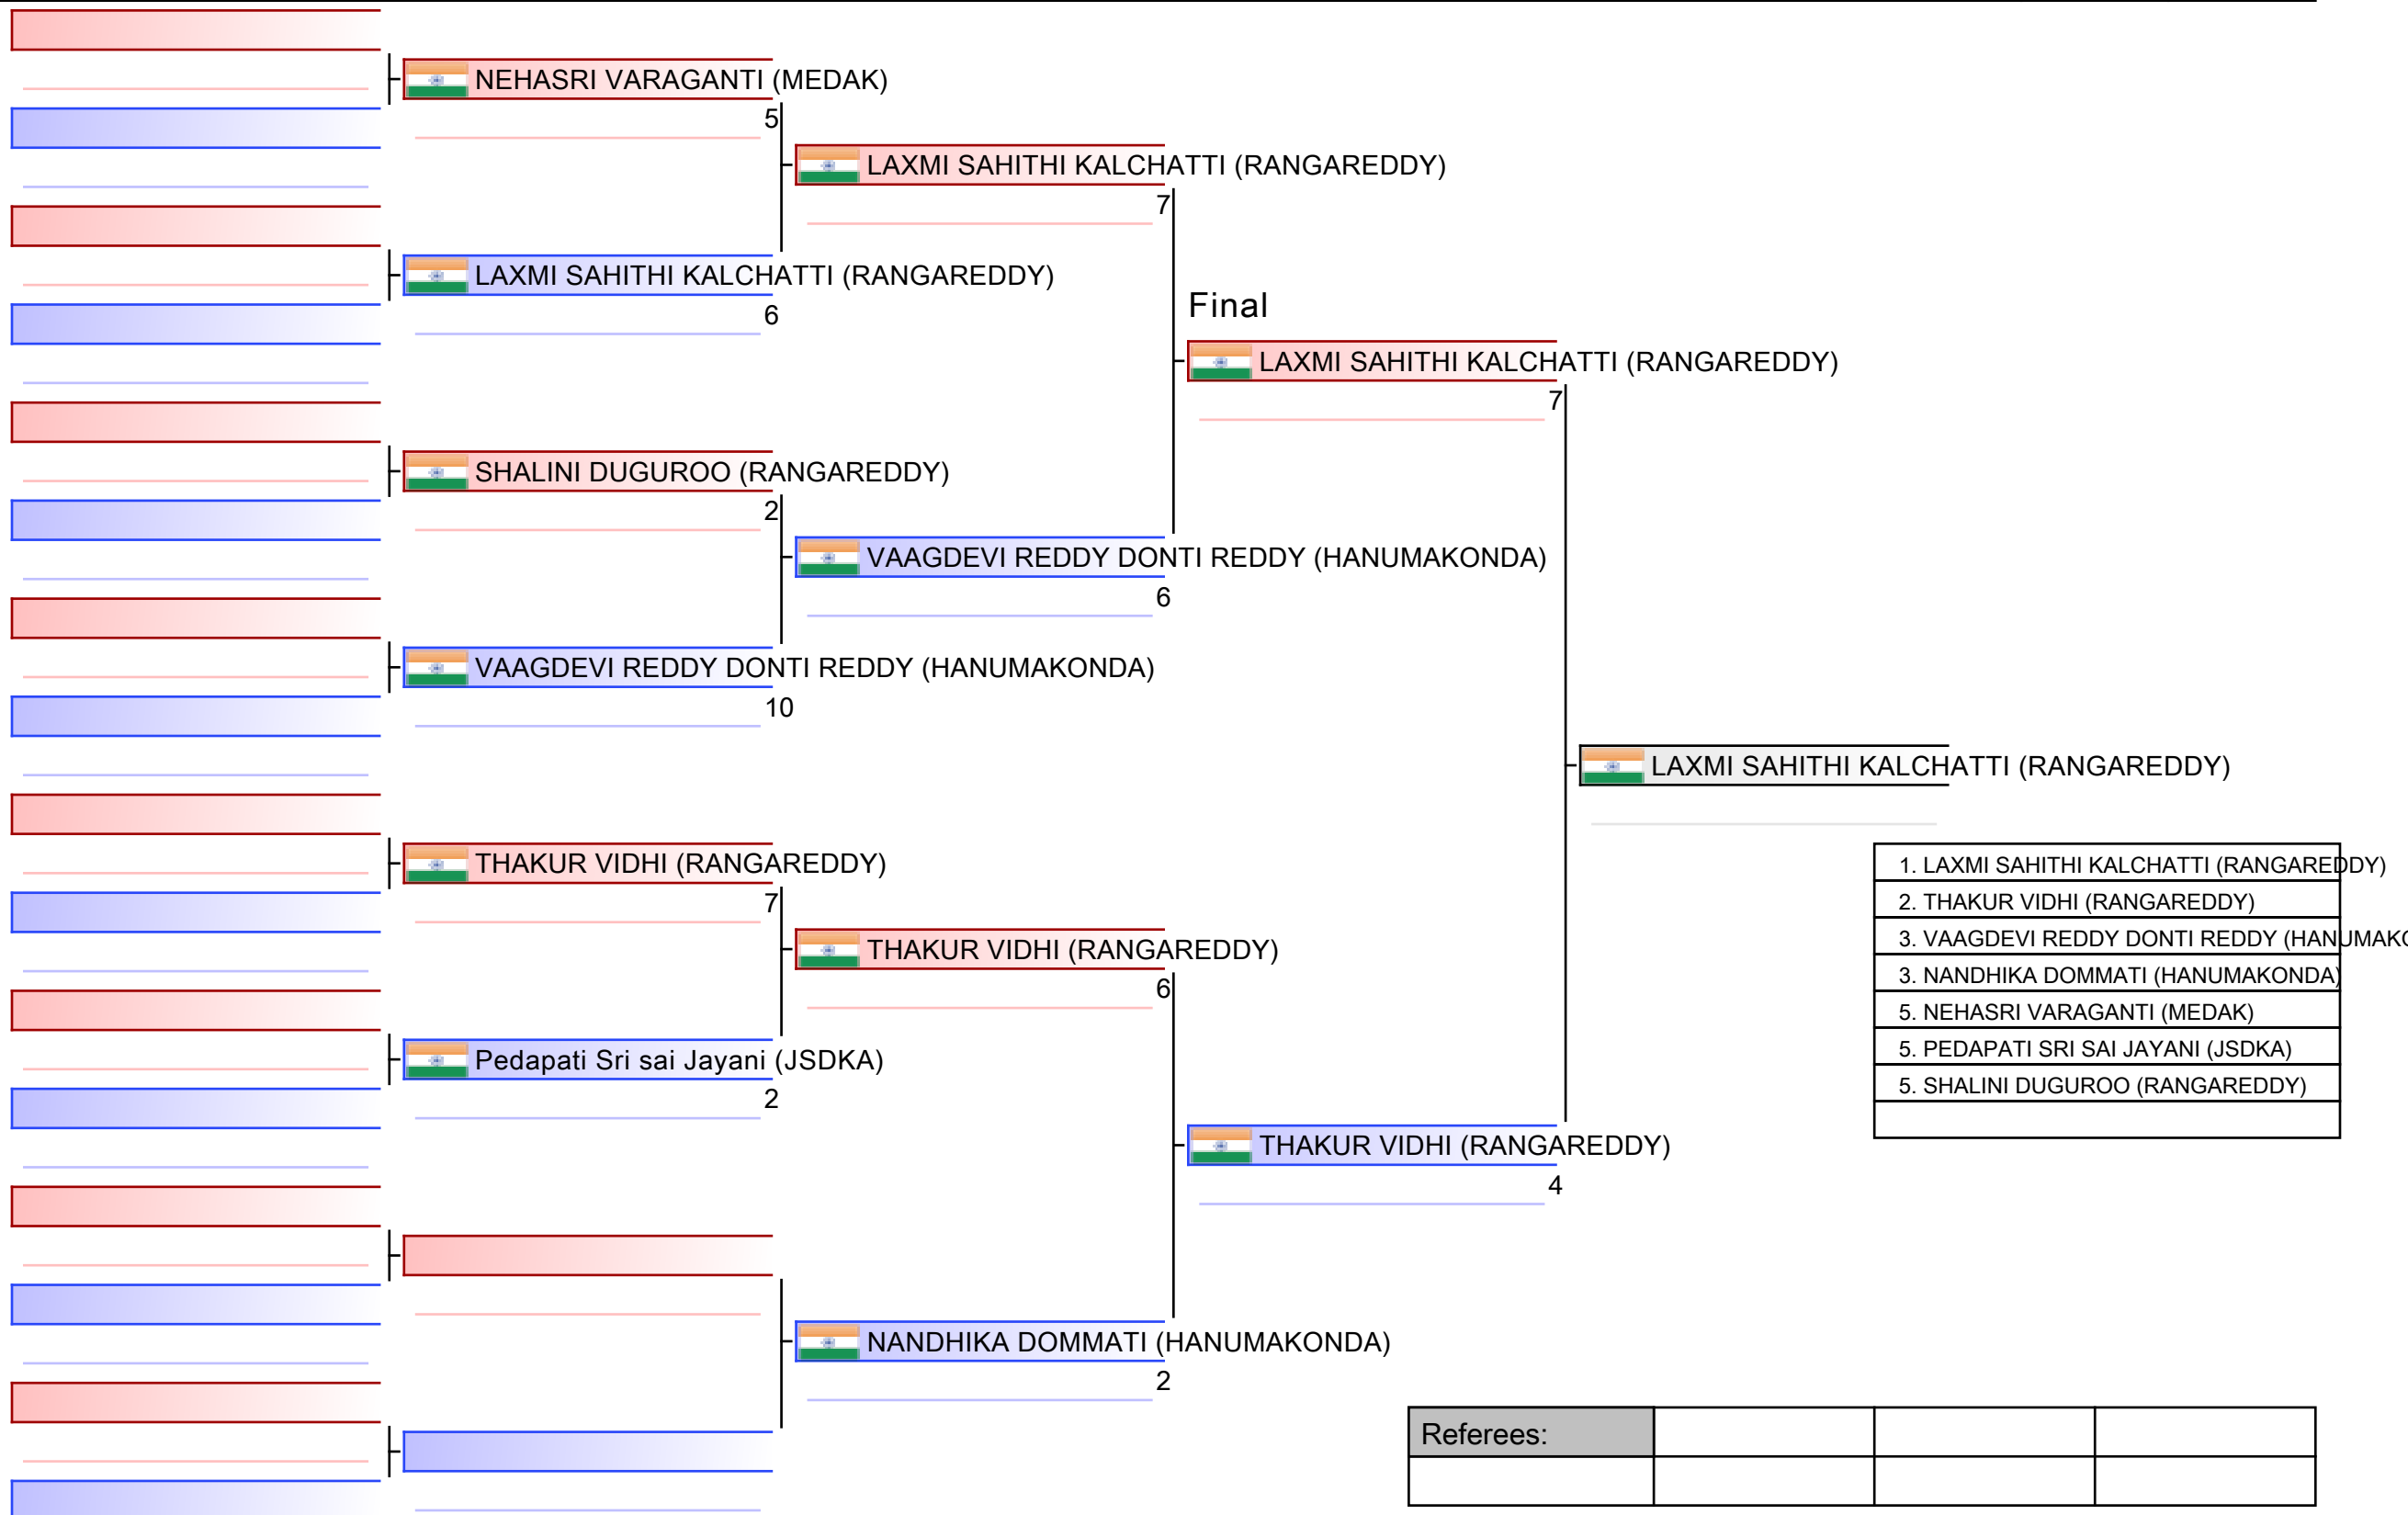 NEHASRI VARAGANTI (MEDAK)
5
LAXMI SAHITHI KALCHATTI (RANGAREDDY)
7
LAXMI SAHITHI KALCHATTI (RANGAREDDY)
6
Final
LAXMI SAHITHI KALCHATTI (RANGAREDDY)
7
SHALINI DUGUROO (RANGAREDDY)
2
VAAGDEVI REDDY DONTI REDDY (HANUMAKONDA)
6
VAAGDEVI REDDY DONTI REDDY (HANUMAKONDA)
10
LAXMI SAHITHI KALCHATTI (RANGAREDDY)
THAKUR VIDHI (RANGAREDDY)
7
THAKUR VIDHI (RANGAREDDY)
6
Pedapati Sri sai Jayani (JSDKA)
2
THAKUR VIDHI (RANGAREDDY)
4
NANDHIKA DOMMATI (HANUMAKONDA)
2
1. LAXMI SAHITHI KALCHATTI (RANGAREDDY)
2. THAKUR VIDHI (RANGAREDDY)
3. VAAGDEVI REDDY DONTI REDDY (HANUMAK
3. NANDHIKA DOMMATI (HANUMAKONDA)
5. NEHASRI VARAGANTI (MEDAK)
5. PEDAPATI SRI SAI JAYANI (JSDKA)
5. SHALINI DUGUROO (RANGAREDDY)
Referees: